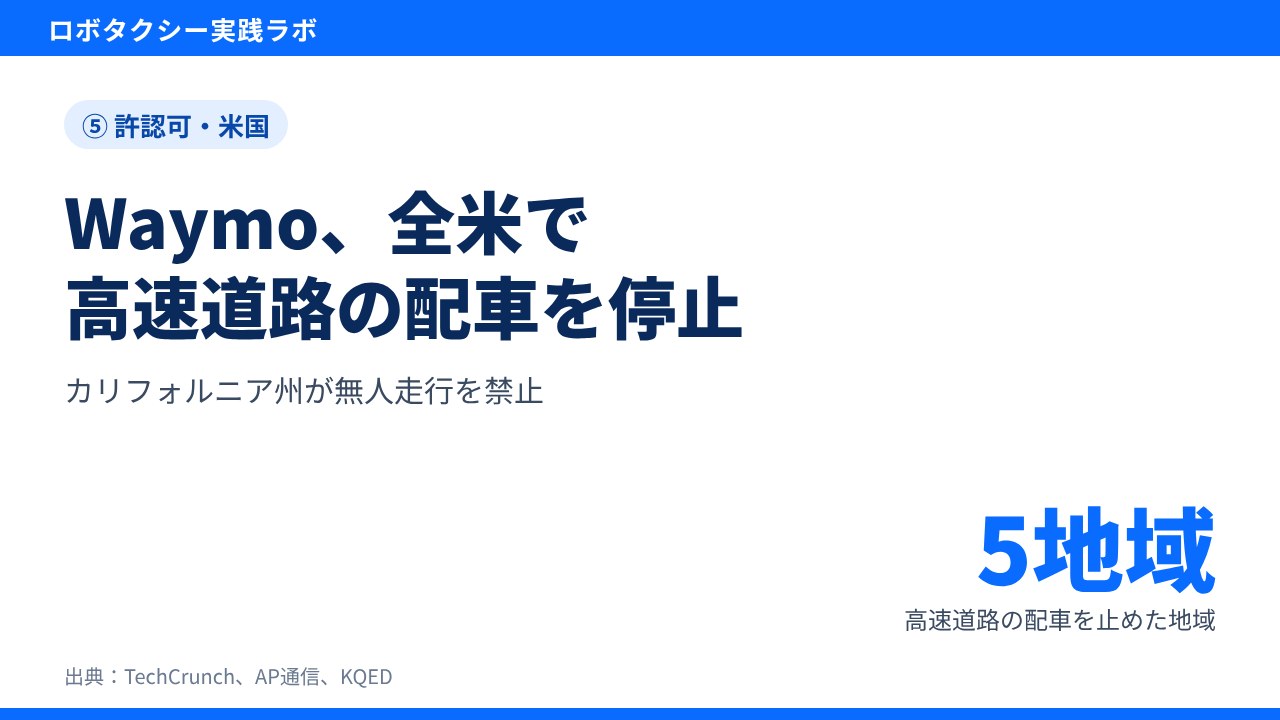 ロボタクシー実践ラボ
⑤ 許認可・米国
Waymo、全米で
高速道路の配車を停止
カリフォルニア州が無人走行を禁止
5地域
高速道路の配車を止めた地域
出典：TechCrunch、AP通信、KQED